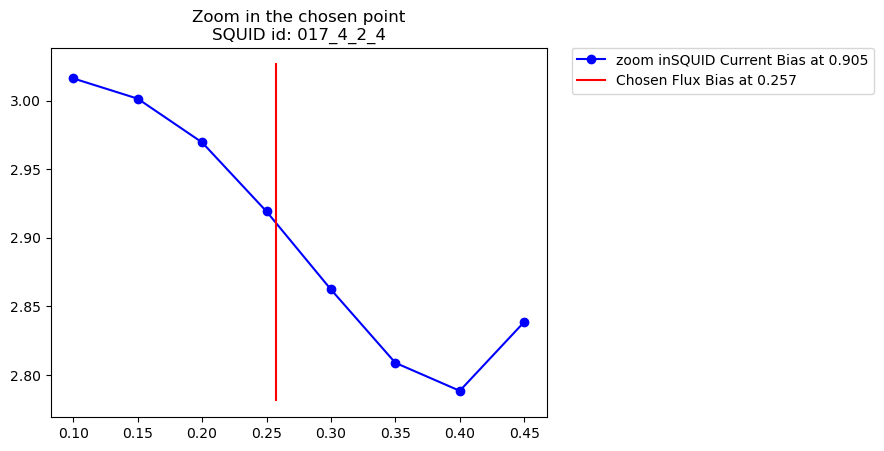 Zoom in the chosen point
SQUID id: 017_4_2_4
zoom inSQUID Current Bias at 0.905
Chosen Flux Bias at 0.257
3.00
2.95
2.90
2.85
2.80
0.10 0.15 0.20 0.25 0.30 0.35 0.40 0.45